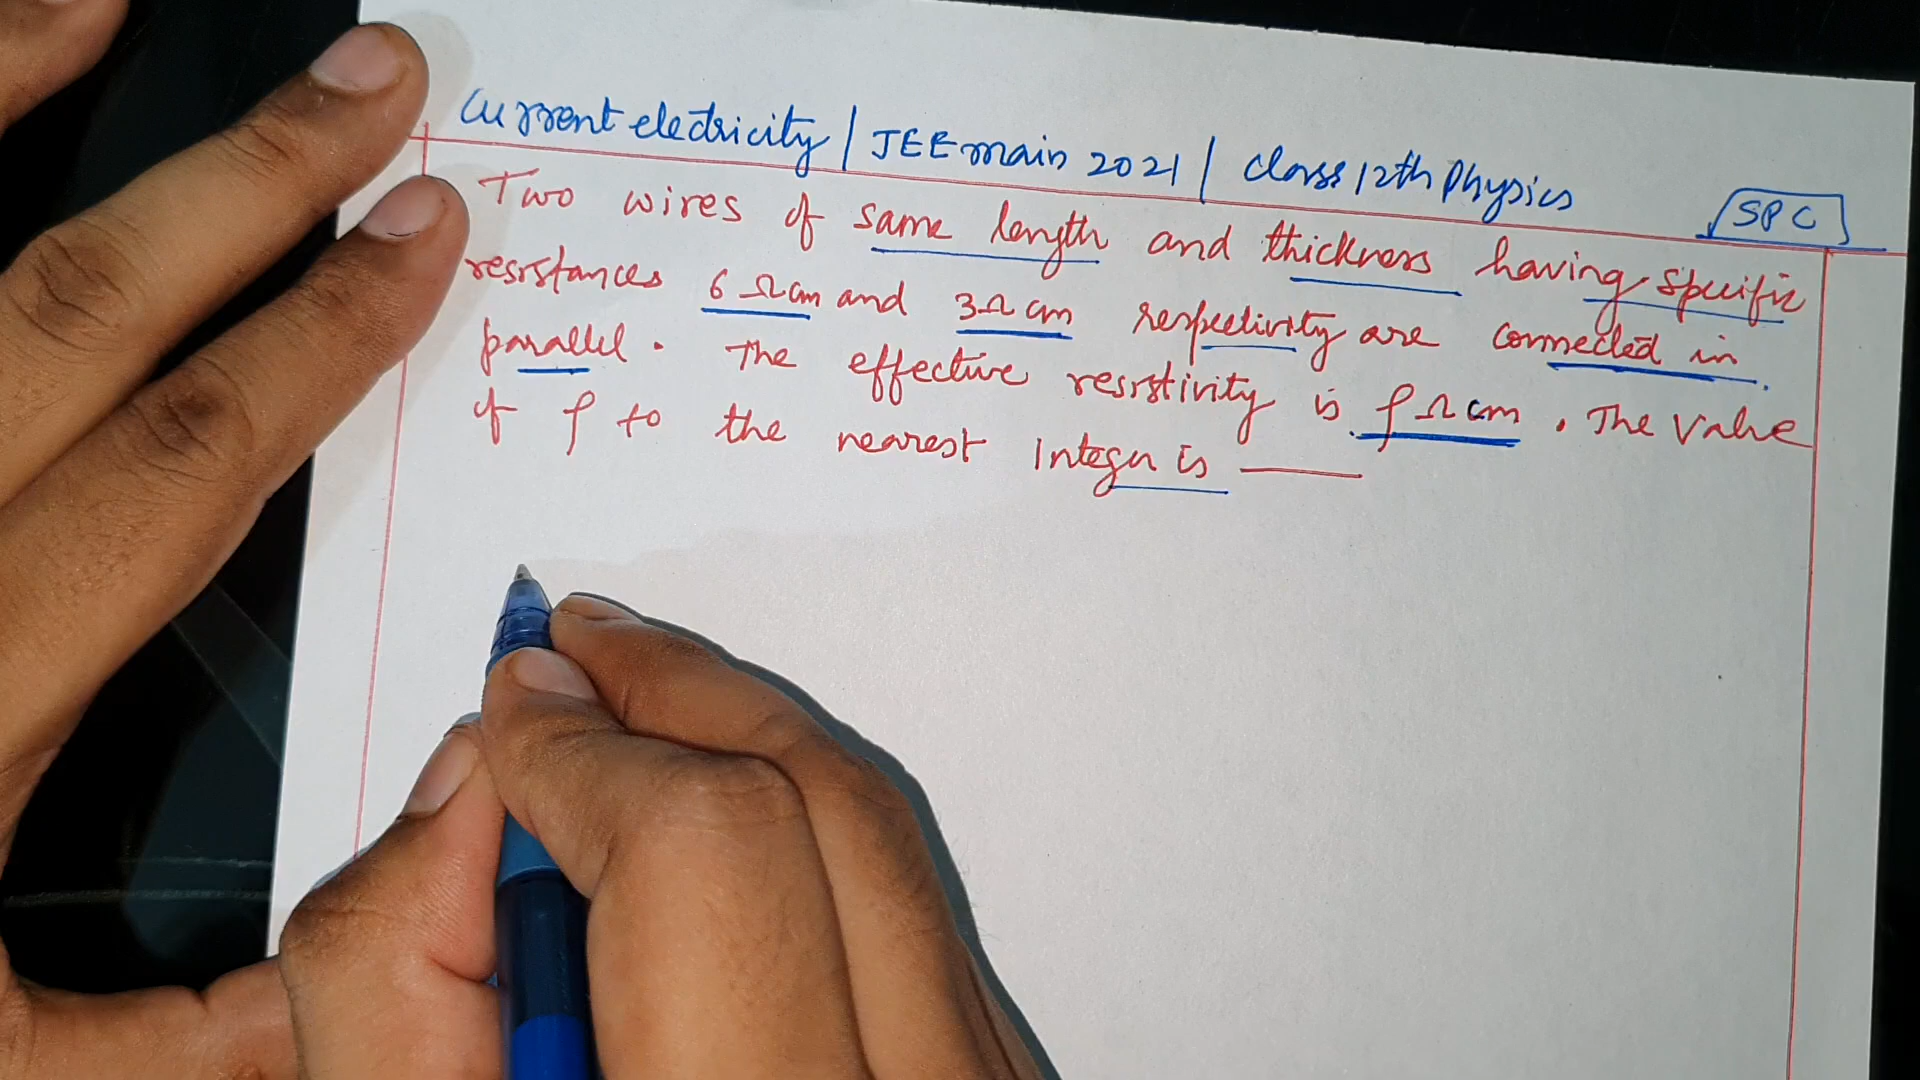 Current electricity / JEE main 2021 / Class 12th Physics
SPC
Two wires of same length and thickness having specific
resistances 6 Ω cm and 3 Ω cm respectivity are connected in
parallel. The effective resistivity is ρ Ω cm. The value
of ρ to the nearest integer is ____